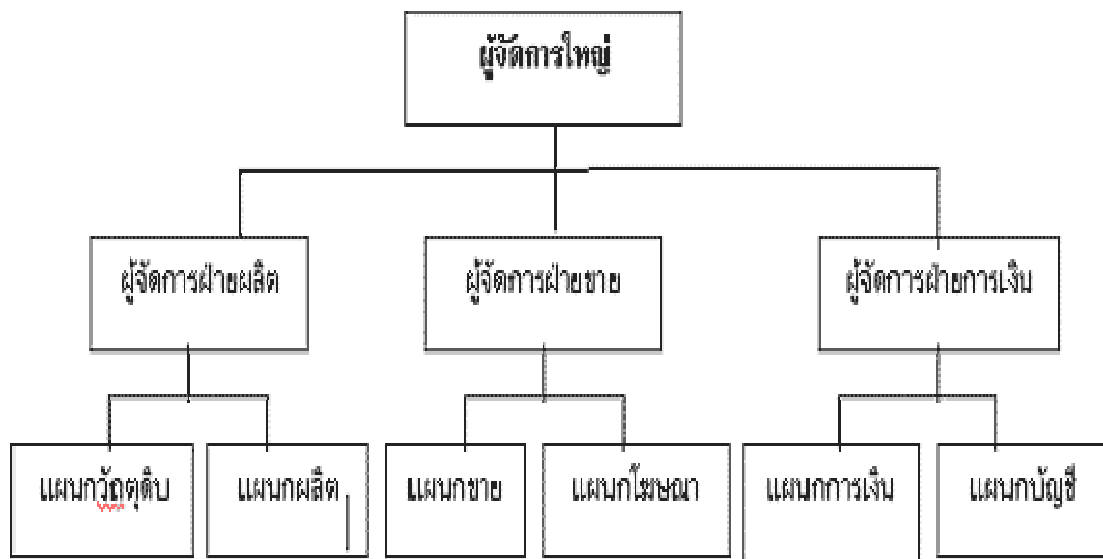 ผู้จัดการใหญ่
ผู้จัดการฝ่ายผลิต ผู้จัดการฝ่ายขาย ผู้จัดการฝ่ายการเงิน
แผนกวัถตุดิบ แผนกผลิต แผนกขาย แผนกโฆษณา แผนกการเงิน แผนกบัญชี